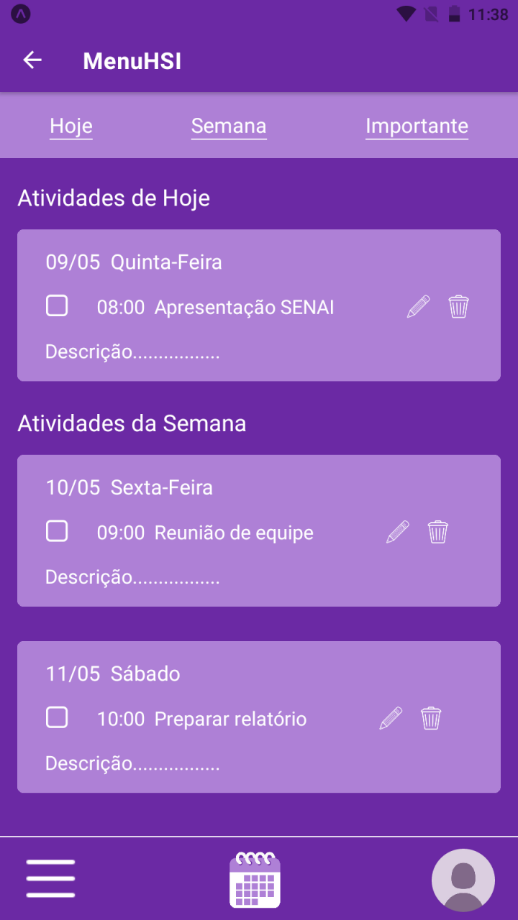 11:38
MenuHSI
Hoje Semana Importante
Atividades de Hoje
09/05 Quinta-Feira
08:00 Apresentação SENAI
Descrição.................
Atividades da Semana
10/05 Sexta-Feira
09:00 Reunião de equipe
Descrição.................
11/05 Sábado
10:00 Preparar relatório
Descrição.................